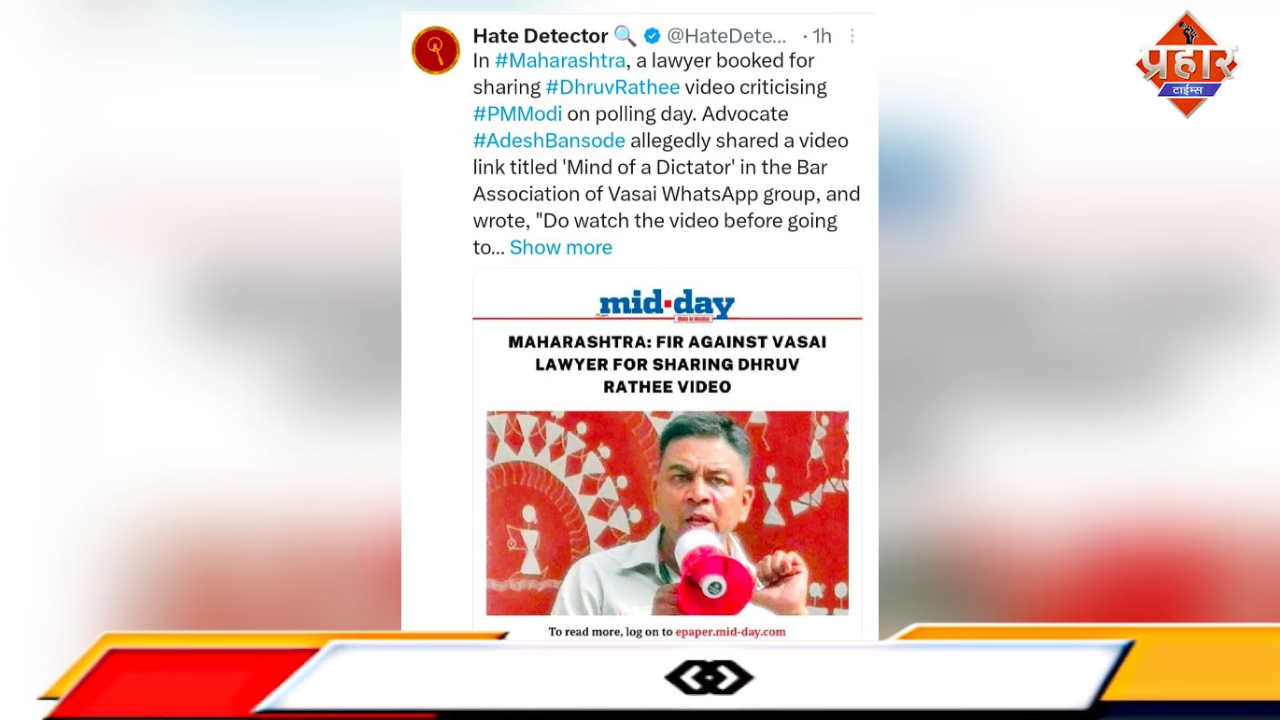 Hate Detector @HateDete... · 1h
In #Maharashtra, a lawyer booked for
sharing #DhruvRathee video criticising
#PMModi on polling day. Advocate
#AdeshBansode allegedly shared a video
link titled 'Mind of a Dictator' in the Bar
Association of Vasai WhatsApp group, and
wrote, "Do watch the video before going
to... Show more
mid-day
MAHARASHTRA: FIR AGAINST VASAI
LAWYER FOR SHARING DHRUV
RATHEE VIDEO
To read more, log on to epaper.mid-day.com
प्रहार
टाईम्स